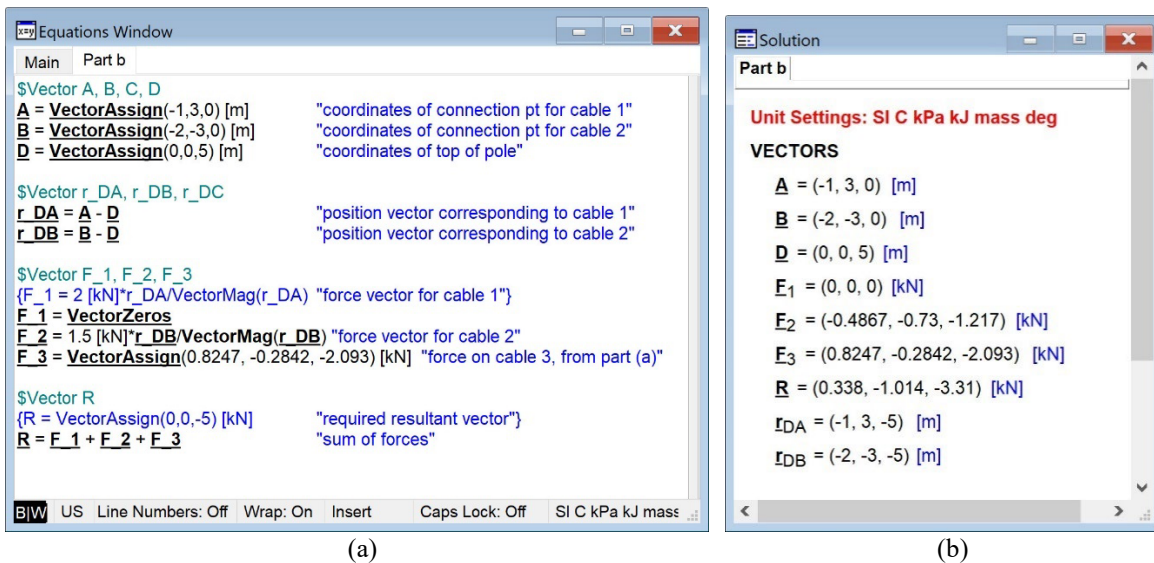 Equations Window
Main Part b
$Vector A, B, C, D
A = VectorAssign(-1,3,0) [m] "coordinates of connection pt for cable 1"
B = VectorAssign(-2,-3,0) [m] "coordinates of connection pt for cable 2"
D = VectorAssign(0,0,5) [m] "coordinates of top of pole"
$Vector r_DA, r_DB, r_DC
r_DA = A - D "position vector corresponding to cable 1"
r_DB = B - D "position vector corresponding to cable 2"
$Vector F_1, F_2, F_3
{F_1 = 2 [kN]*r_DA/VectorMag(r_DA) "force vector for cable 1"}
F_1 = VectorZeros
F_2 = 1.5 [kN]*r_DB/VectorMag(r_DB) "force vector for cable 2"
F_3 = VectorAssign(0.8247, -0.2842, -2.093) [kN] "force on cable 3, from part (a)"
$Vector R
{R = VectorAssign(0,0,-5) [kN] "required resultant vector"}
R = F_1 + F_2 + F_3 "sum of forces"
B|W US Line Numbers: Off Wrap: On Insert Caps Lock: Off SI C kPa kJ mass
(a)
Solution
Part b
Unit Settings: SI C kPa kJ mass deg
VECTORS
A = (-1, 3, 0) [m]
B = (-2, -3, 0) [m]
D = (0, 0, 5) [m]
F1 = (0, 0, 0) [kN]
F2 = (-0.4867, -0.73, -1.217) [kN]
F3 = (0.8247, -0.2842, -2.093) [kN]
R = (0.338, -1.014, -3.31) [kN]
rDA = (-1, 3, -5) [m]
rDB = (-2, -3, -5) [m]
(b)